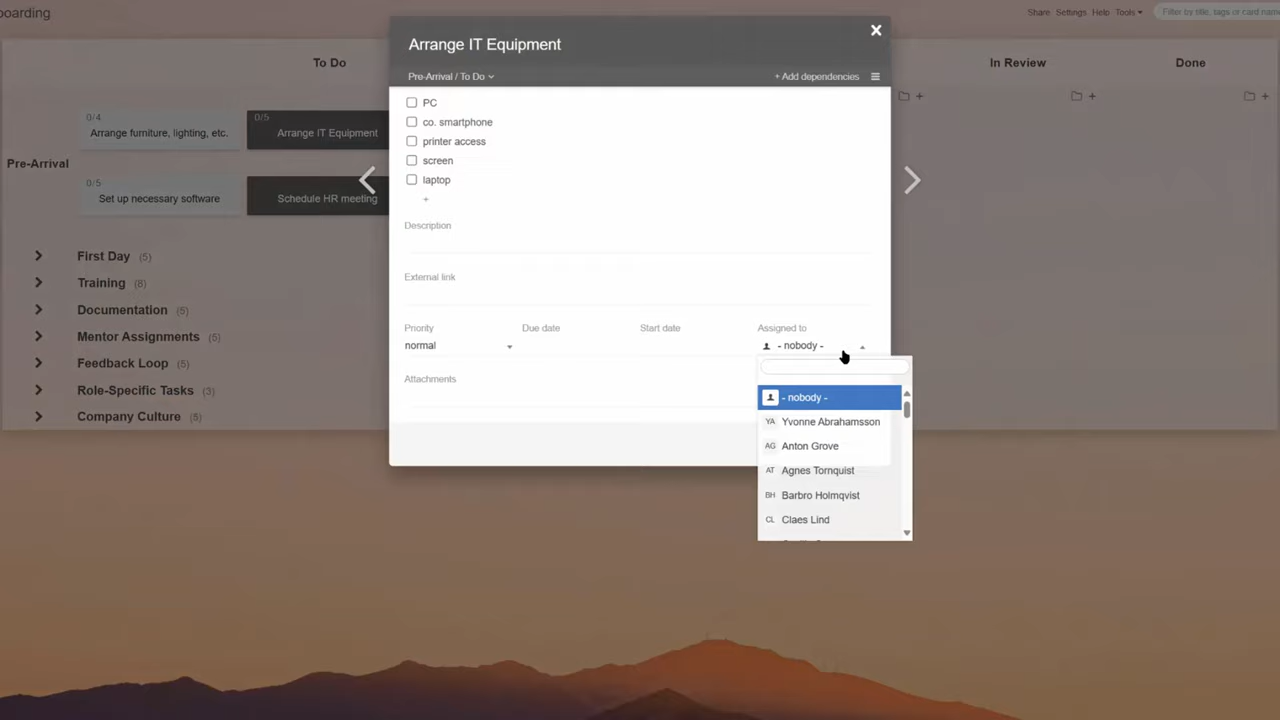 boarding
Share Settings Help Tools
Filter by title, tags or card name
Arrange IT Equipment
Pre-Arrival / To Do
+ Add dependencies
To Do
In Review
Done
0/4
Arrange furniture, lighting, etc.
0/5
Arrange IT Equipment
Pre-Arrival
0/5
Set up necessary software
Schedule HR meeting
First Day (5)
Training (8)
Documentation (5)
Mentor Assignments (5)
Feedback Loop (5)
Role-Specific Tasks (3)
Company Culture (5)
PC
co. smartphone
printer access
screen
laptop
+
Description
External link
Priority
normal
Due date
Start date
Assigned to
- nobody -
Attachments
- nobody -
YA Yvonne Abrahamsson
AG Anton Grove
AT Agnes Tornquist
BH Barbro Holmqvist
CL Claes Lind